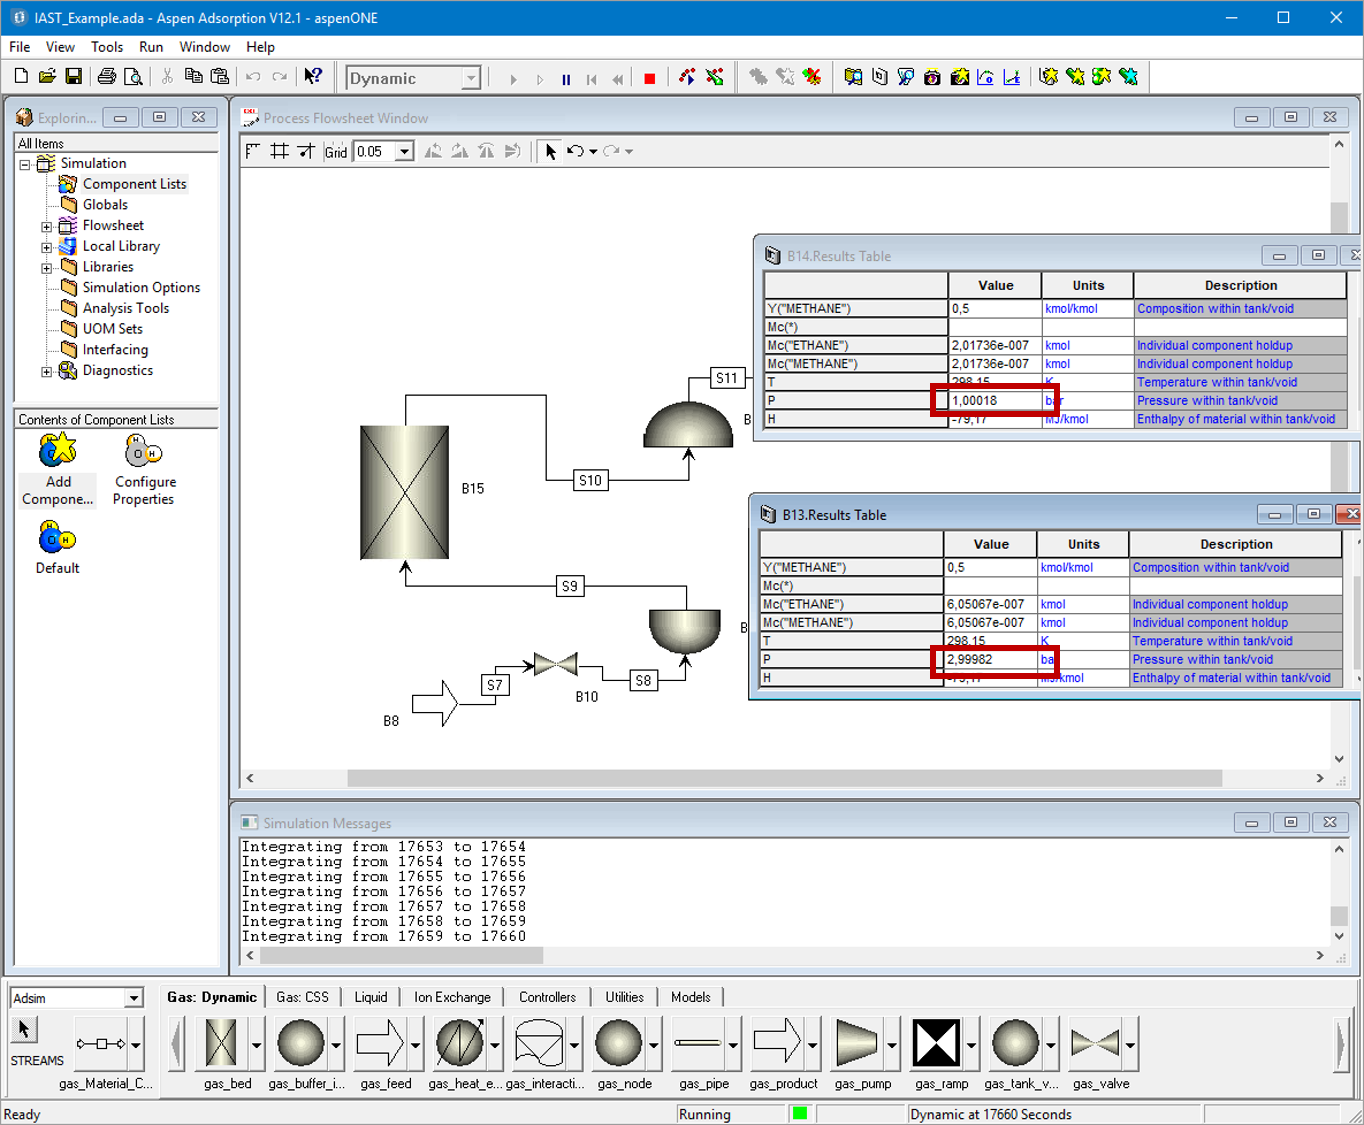 IAST_Example.ada - Aspen Adsorption V12.1 - aspenONE
File View Tools Run Window Help
Dynamic
Explorin...
All Items
Simulation
Component Lists
Globals
Flowsheet
Local Library
Libraries
Simulation Options
Analysis Tools
UOM Sets
Interfacing
Diagnostics
Contents of Component Lists
Add Compone...
Configure Properties
Default
Process Flowsheet Window
Grid 0.05
S11
B
B15
S10
S9
B
S7
S8
B10
B8
B14.Results Table
Value Units Description
Y("METHANE") 0,5 kmol/kmol Composition within tank/void
Mc(*)
Mc("ETHANE") 2,01736e-007 kmol Individual component holdup
Mc("METHANE") 2,01736e-007 kmol Individual component holdup
T 298,15 K Temperature within tank/void
P 1,00018 bar Pressure within tank/void
H -79,17 MJ/kmol Enthalpy of material within tank/void
B13.Results Table
Value Units Description
Y("METHANE") 0,5 kmol/kmol Composition within tank/void
Mc(*)
Mc("ETHANE") 6,05067e-007 kmol Individual component holdup
Mc("METHANE") 6,05067e-007 kmol Individual component holdup
T 298,15 K Temperature within tank/void
P 2,99982 ba Pressure within tank/void
H -79,17 MJ/kmol Enthalpy of material within tank/void
Simulation Messages
Integrating from 17653 to 17654
Integrating from 17654 to 17655
Integrating from 17655 to 17656
Integrating from 17656 to 17657
Integrating from 17657 to 17658
Integrating from 17658 to 17659
Integrating from 17659 to 17660
Adsim
Gas: Dynamic Gas: CSS Liquid Ion Exchange Controllers Utilities Models
STREAMS
gas_Material_C... gas_bed gas_buffer_i... gas_feed gas_heat_e... gas_interacti... gas_node gas_pipe gas_product gas_pump gas_ramp gas_tank_v... gas_valve
Ready Running Dynamic at 17660 Seconds